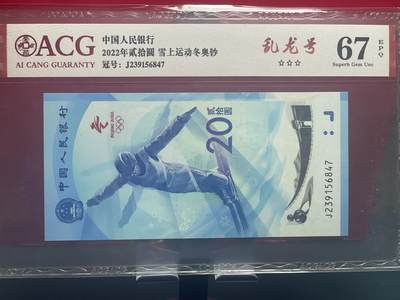 ACG
AI CANG GUARANTY
中国人民银行
2022年贰拾圆 雪上运动冬奥钞
冠号: J239156847
乱龙号
☆☆☆
67
EPQ
Superb Gem Unc
中国人民银行
BEIJING 2022
20
贰拾圆
J239156847